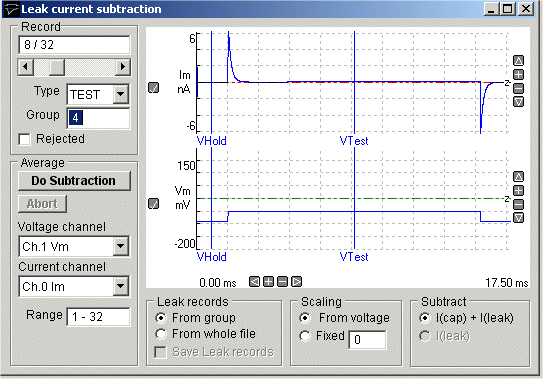 Leak current subtraction
Record
8 / 32
Type TEST
Group 4
Rejected
Average
Do Subtraction
Abort
Voltage channel
Ch.1 Vm
Current channel
Ch.0 Im
Range 1 - 32
6
Im
nA
-6
z
VHold VTest
150
Vm
mV
-200
z
VHold VTest
0.00 ms 17.50 ms
Leak records
From group
From whole file
Save Leak records
Scaling
From voltage
Fixed 0
Subtract
I(cap) + I(leak)
I(leak)